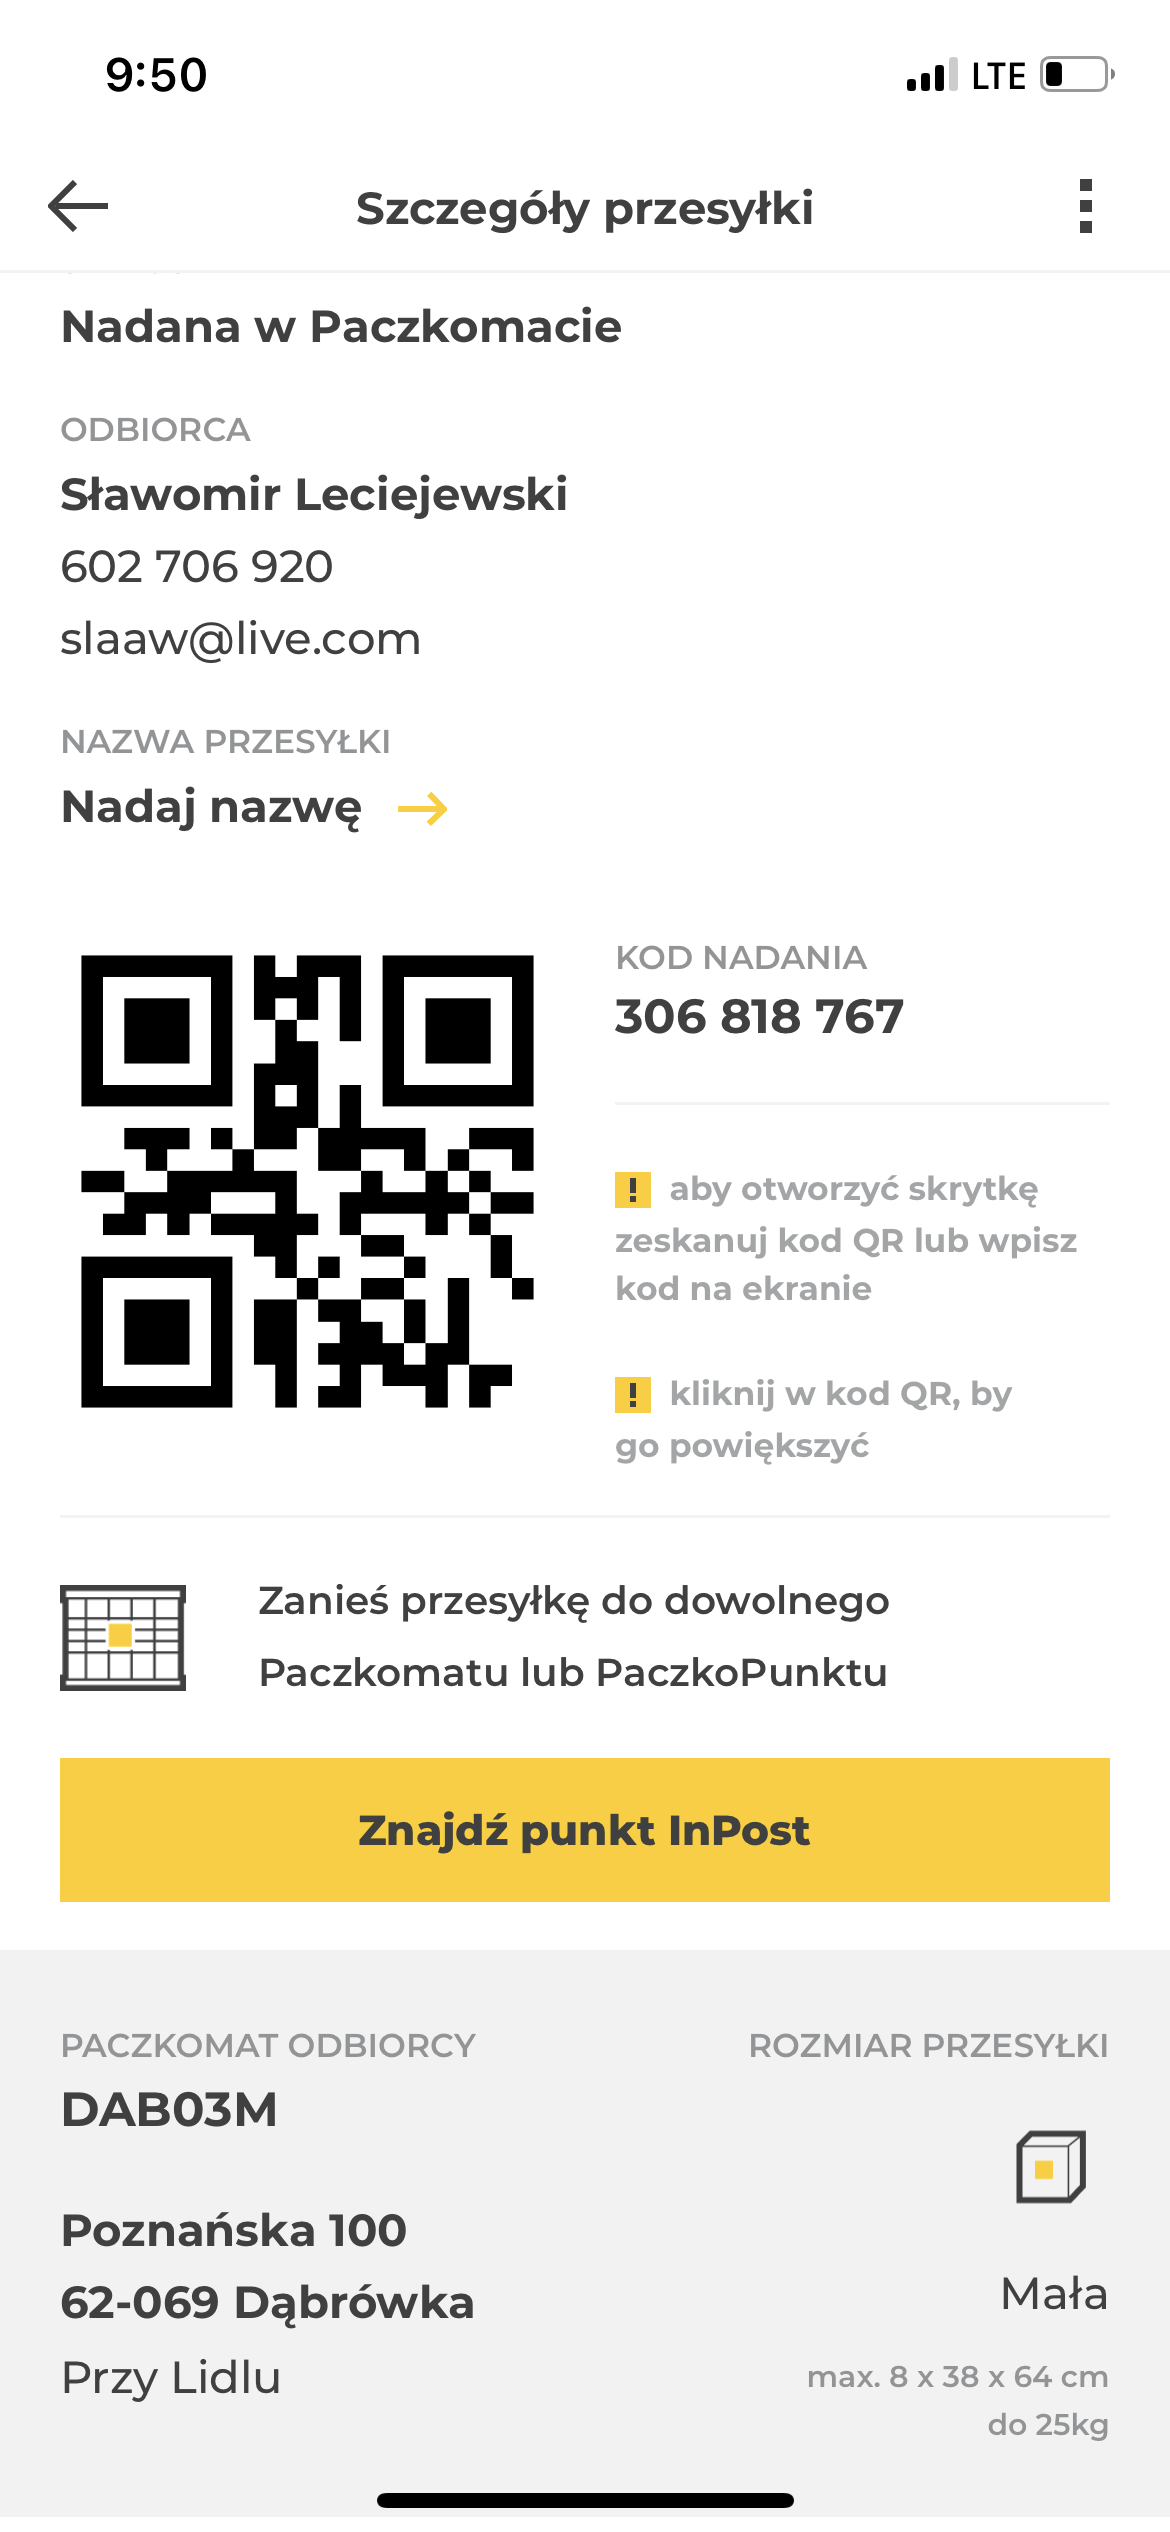 9:50
LTE
Szczegóły przesyłki
Nadana w Paczkomacie
ODBIORCA
Sławomir Leciejewski
602 706 920
slaaw@live.com
NAZWA PRZESYŁKI
Nadaj nazwę
KOD NADANIA
306 818 767
! aby otworzyć skrytkę
zeskanuj kod QR lub wpisz
kod na ekranie
! kliknij w kod QR, by
go powiększyć
Zanieś przesyłkę do dowolnego
Paczkomatu lub PaczkoPunktu
Znajdź punkt InPost
PACZKOMAT ODBIORCY
DAB03M
Poznańska 100
62-069 Dąbrówka
Przy Lidlu
ROZMIAR PRZESYŁKI
Mała
max. 8 x 38 x 64 cm
do 25kg